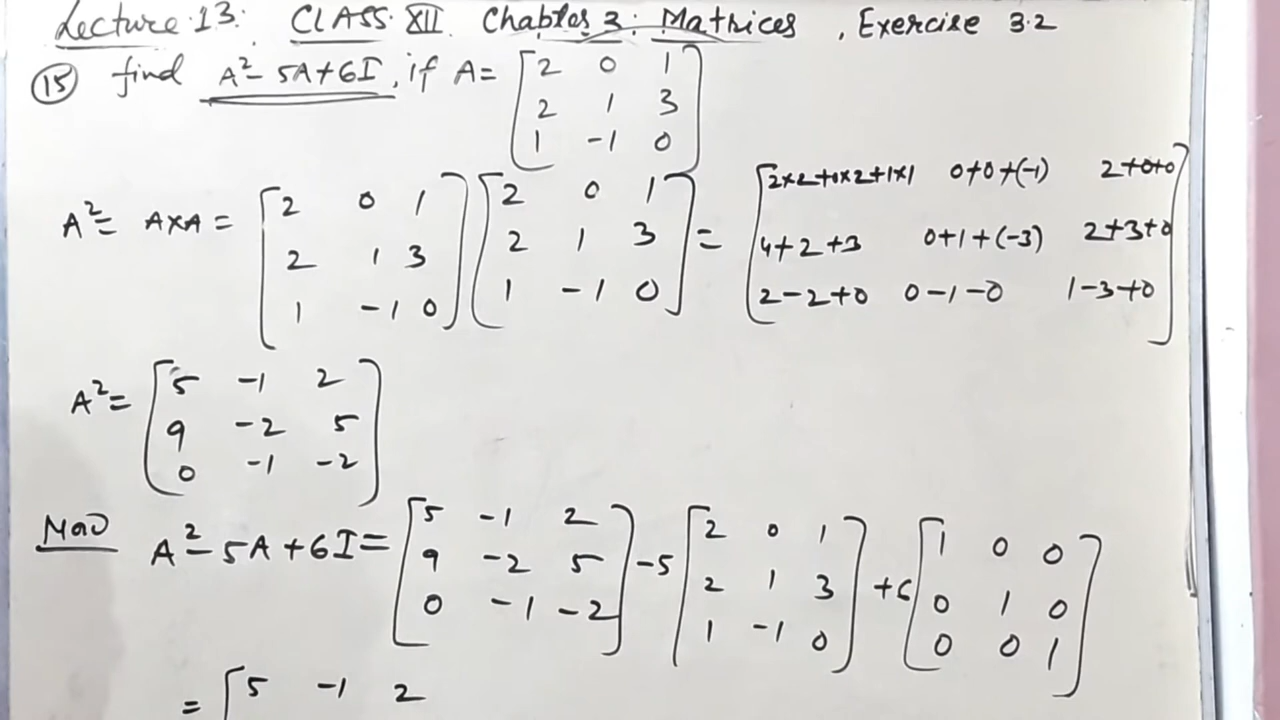 Lecture.13: CLASS XII Chapter 3: Matrices , Exercise 3.2
15 find A²- 5A+6I, if A= [2 0 1
2 1 3
1 -1 0]
A²= A×A = [2 0 1 [2 0 1 = [2×2+0×2+1×1 0+0+(-1) 2+0+0
2 1 3 2 1 3 4+2+3 0+1+(-3) 2+3+0
1 -1 0] 1 -1 0] 2-2+0 0-1-0 1-3+0]
A²= [5 -1 2
9 -2 5
0 -1 -2]
Now A²-5A+6I= [5 -1 2 -5 [2 0 1 +6 [1 0 0
9 -2 5 2 1 3 0 1 0
0 -1 -2] 1 -1 0] 0 0 1]
= [5 -1 2